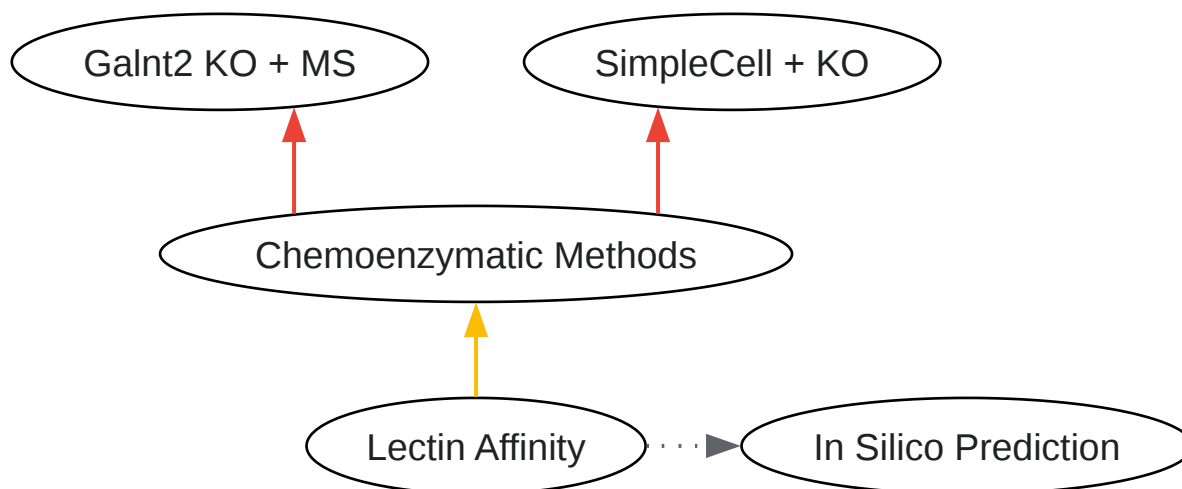 Galnt2 KO + MS
SimpleCell + KO
Chemoenzymatic Methods
Lectin Affinity
In Silico Prediction